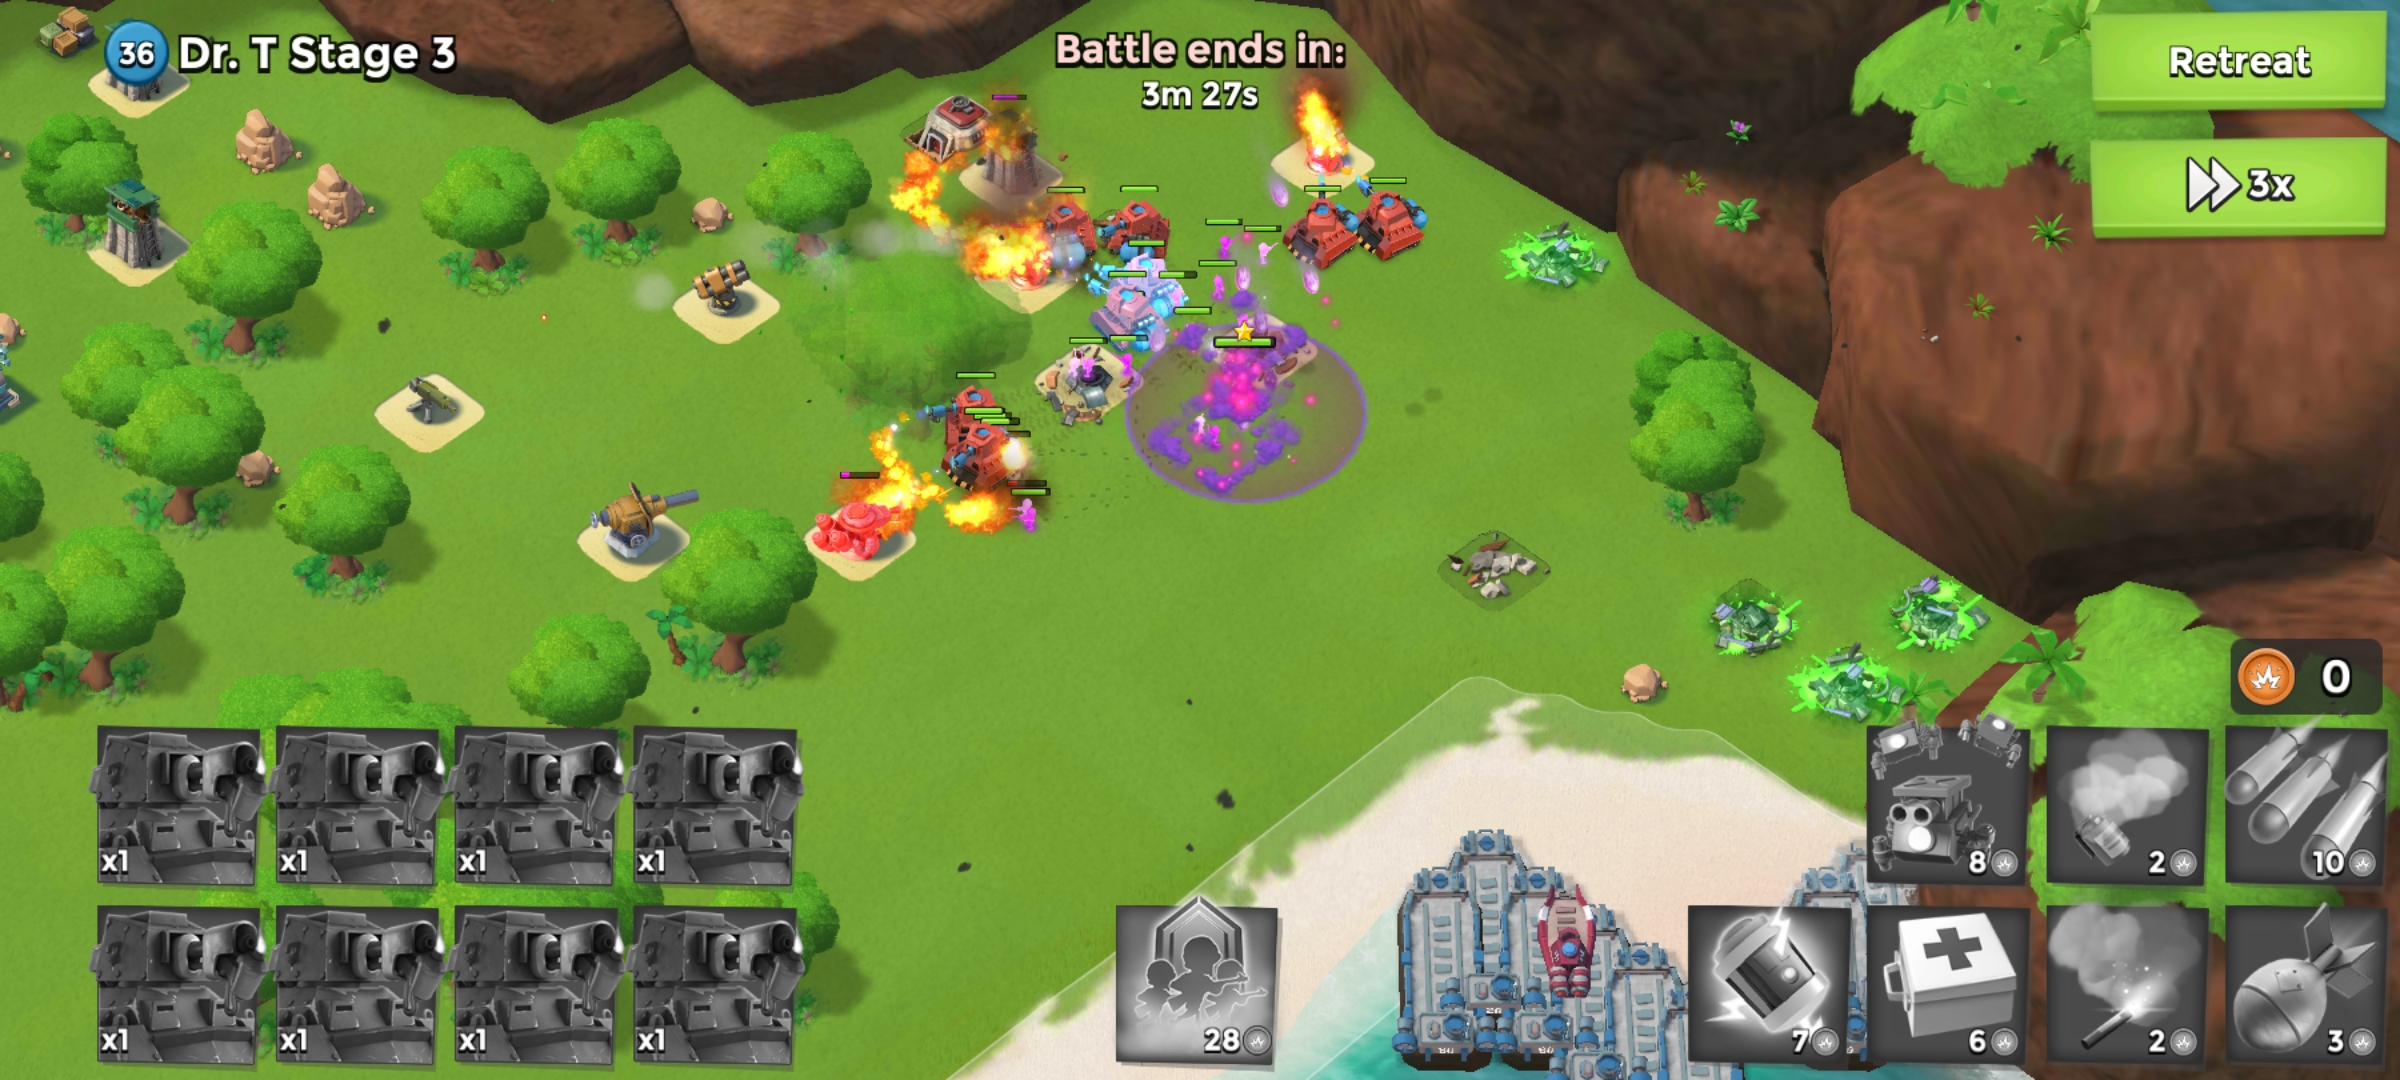 36 Dr. T Stage 3
Battle ends in:
3m 27s
Retreat
3x
0
x1 x1 x1 x1
8 2 10
x1 x1 x1 x1
28 7 6 2 3